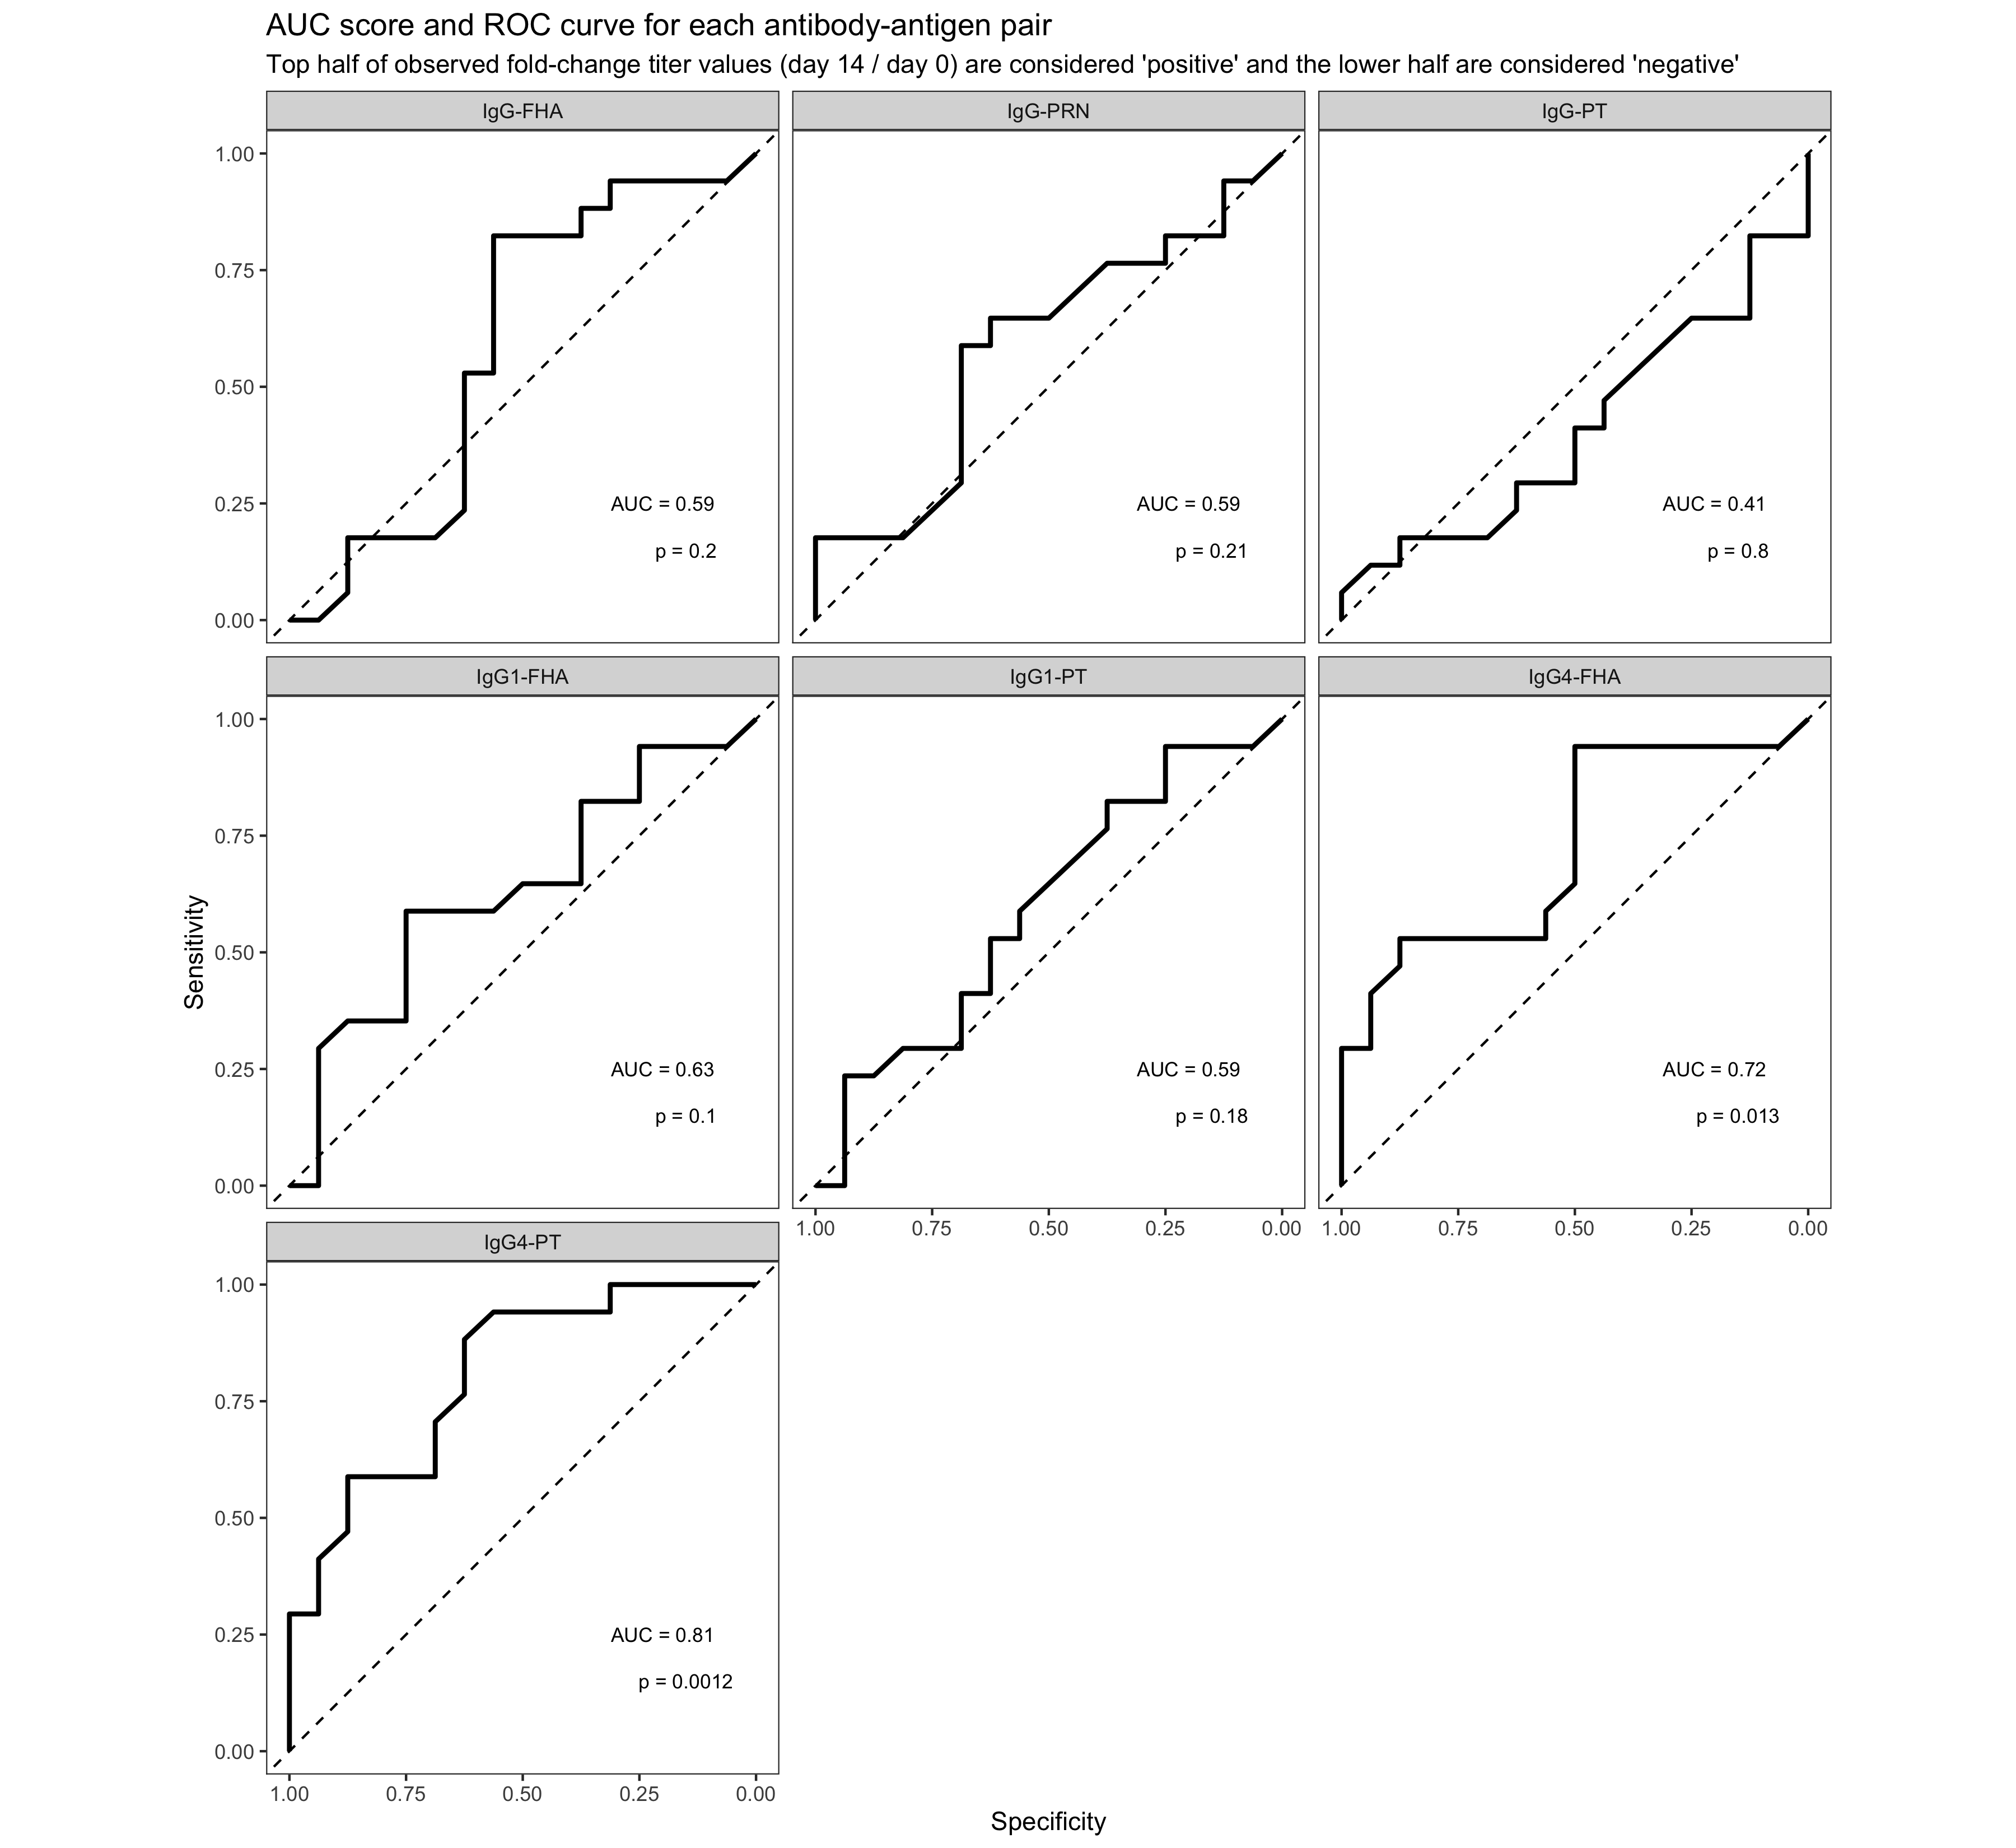 AUC score and ROC curve for each antibody-antigen pair
Top half of observed fold-change titer values (day 14 / day 0) are considered 'positive' and the lower half are considered 'negative'
IgG-FHA
IgG-PRN
IgG-PT
1.00
0.75
0.50
0.25
0.00
AUC = 0.59
p = 0.2
AUC = 0.59
p = 0.21
AUC = 0.41
p = 0.8
IgG1-FHA
IgG1-PT
IgG4-FHA
1.00
0.75
0.50
0.25
0.00
Sensitivity
AUC = 0.63
p = 0.1
AUC = 0.59
p = 0.18
AUC = 0.72
p = 0.013
1.00 0.75 0.50 0.25 0.00
1.00 0.75 0.50 0.25 0.00
IgG4-PT
1.00
0.75
0.50
0.25
0.00
AUC = 0.81
p = 0.0012
1.00 0.75 0.50 0.25 0.00
Specificity